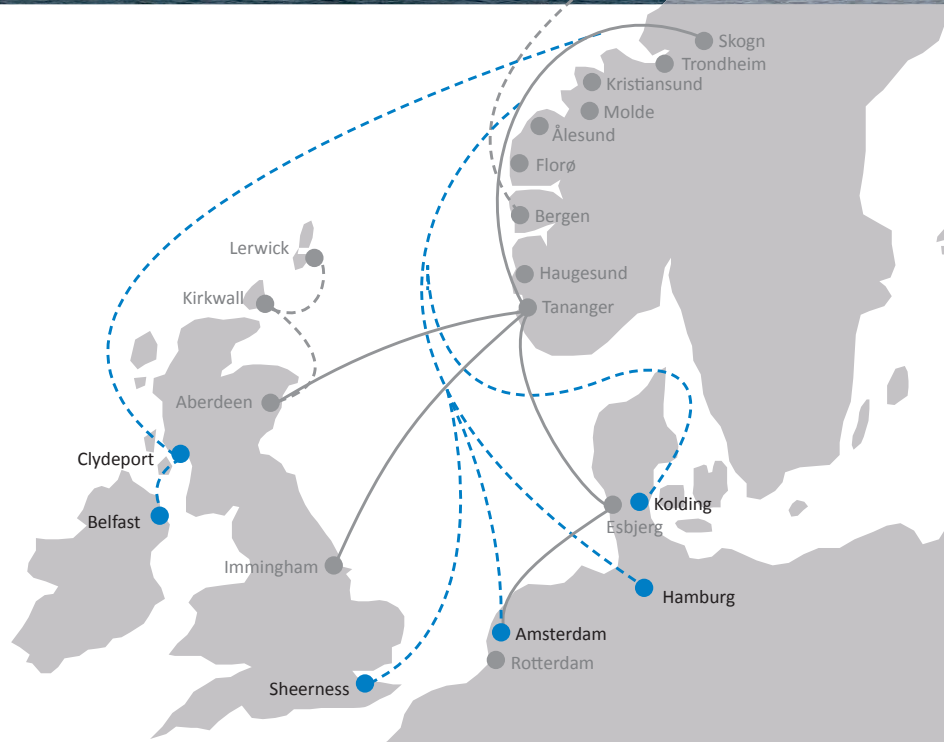 Skogn
Trondheim
Kristiansund
Molde
Ålesund
Florø
Bergen
Lerwick
Haugesund
Kirkwall
Tananger
Aberdeen
Clydeport
Kolding
Belfast
Esbjerg
Immingham
Hamburg
Amsterdam
Rotterdam
Sheerness